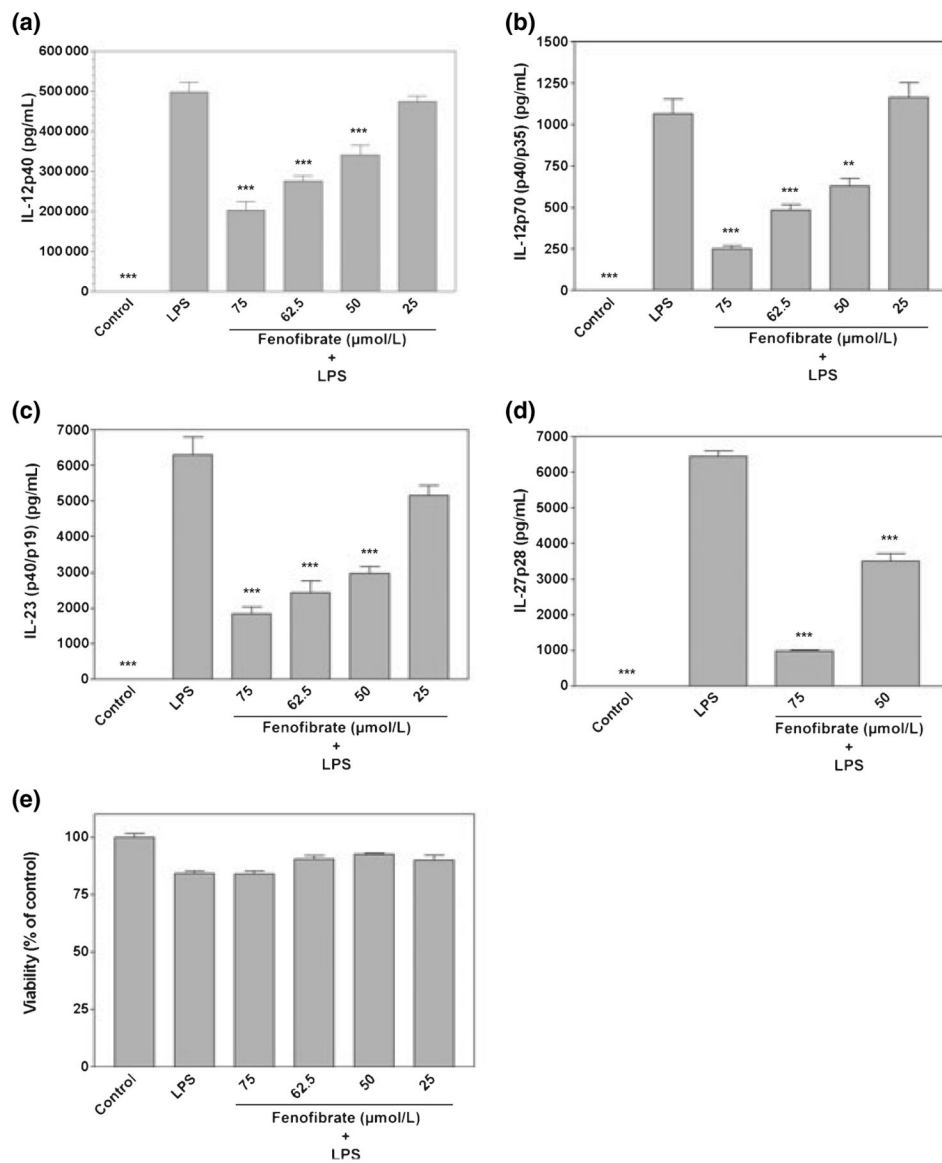 (a)
IL-12p40 (pg/mL)
600 000
500 000
400 000
300 000
200 000
100 000
0
***
***
***
***
Control
LPS
75
62.5
50
25
Fenofibrate (µmol/L)
+
LPS
(b)
IL-12p70 (p40/p35) (pg/mL)
1500
1250
1000
750
500
250
0
***
***
***
**
Control
LPS
75
62.5
50
25
Fenofibrate (µmol/L)
+
LPS
(c)
IL-23 (p40/p19) (pg/mL)
7000
6000
5000
4000
3000
2000
1000
0
***
***
***
***
Control
LPS
75
62.5
50
25
Fenofibrate (µmol/L)
+
LPS
(d)
IL-27p28 (pg/mL)
7000
6000
5000
4000
3000
2000
1000
0
***
***
***
Control
LPS
75
50
Fenofibrate (µmol/L)
+
LPS
(e)
Viability (% of control)
100
75
50
25
0
Control
LPS
75
62.5
50
25
Fenofibrate (µmol/L)
+
LPS